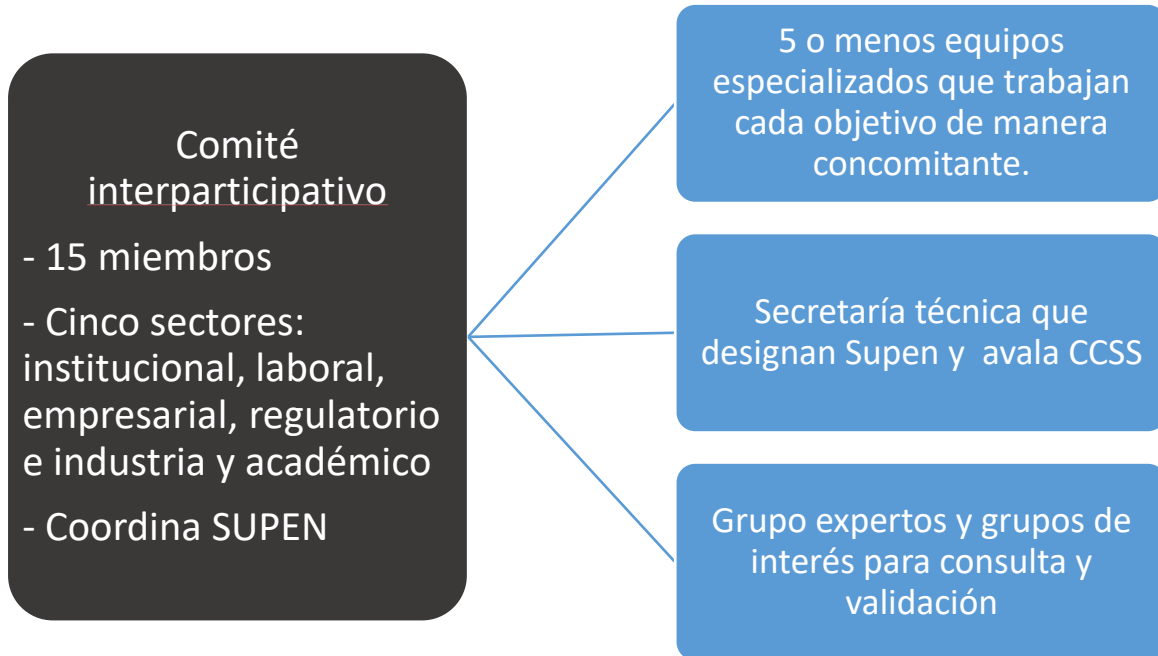 Comité
interparticipativo
- 15 miembros
- Cinco sectores:
institucional, laboral,
empresarial, regulatorio
e industria y académico
- Coordina SUPEN
5 o menos equipos
especializados que trabajan
cada objetivo de manera
concomitante.
Secretaría técnica que
designan Supen y avala CCSS
Grupo expertos y grupos de
interés para consulta y
validación